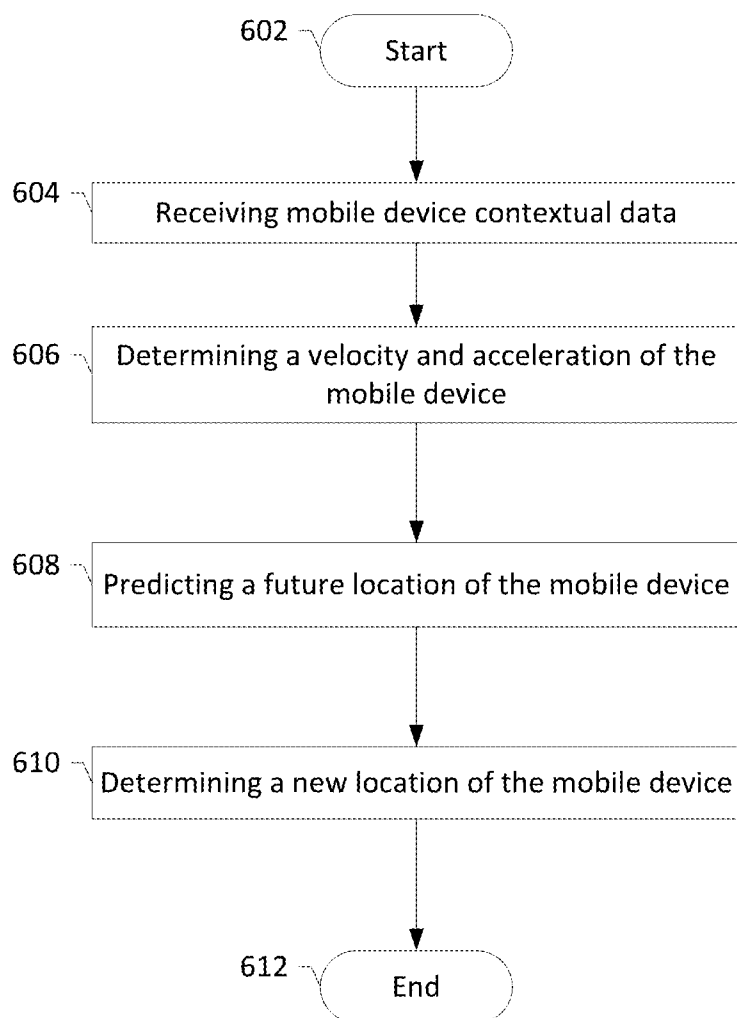 602
Start
604
Receiving mobile device contextual data
606
Determining a velocity and acceleration of the
mobile device
608
Predicting a future location of the mobile device
610
Determining a new location of the mobile device
612
End